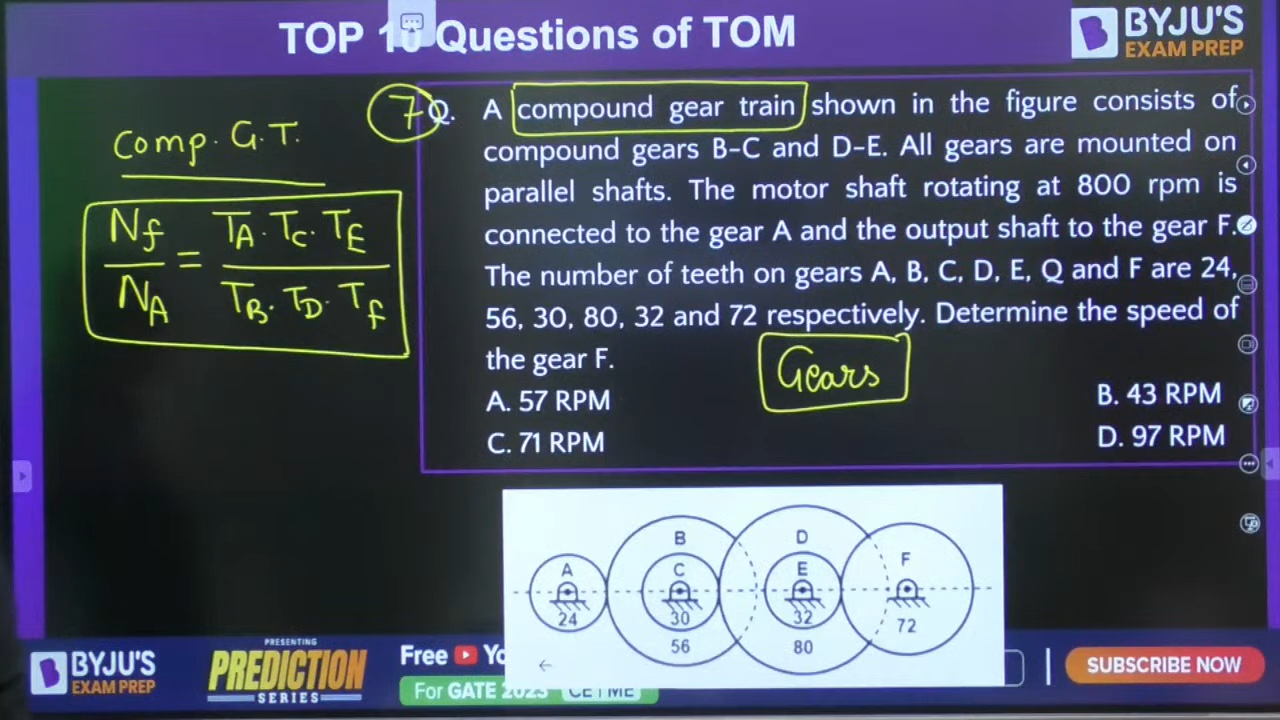 TOP 10 Questions of TOM
BYJU'S
EXAM PREP
Comp. G.T.
Nf / NA = TA. TC. TE / TB. TD. Tf
7
Q. A compound gear train shown in the figure consists of
compound gears B-C and D-E. All gears are mounted on
parallel shafts. The motor shaft rotating at 800 rpm is
connected to the gear A and the output shaft to the gear F.
The number of teeth on gears A, B, C, D, E, Q and F are 24,
56, 30, 80, 32 and 72 respectively. Determine the speed of
the gear F.
Gears
A. 57 RPM
B. 43 RPM
C. 71 RPM
D. 97 RPM
B
D
A
C
E
F
24
30
32
72
56
80
BYJU'S
EXAM PREP
PRESENTING
PREDICTION
SERIES
Free
For GATE 2023
CE | ME
SUBSCRIBE NOW